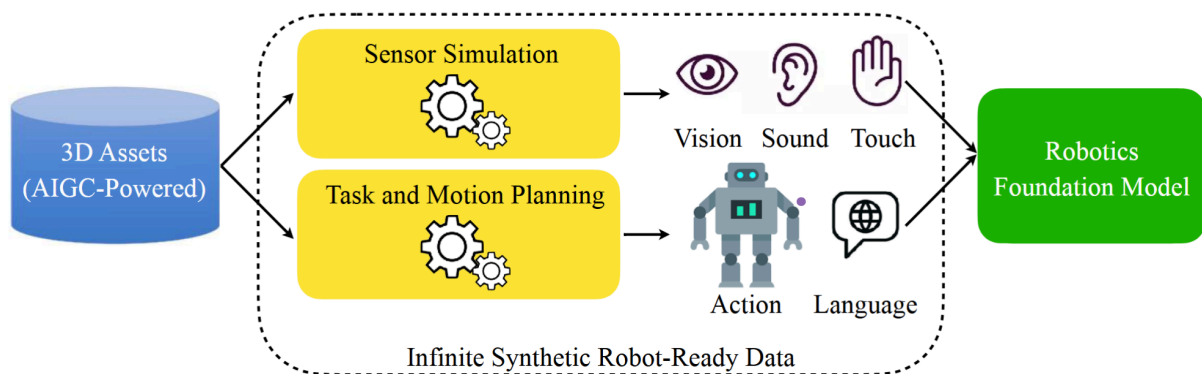 3D Assets
(AIGC-Powered)
Sensor Simulation
Task and Motion Planning
Vision
Sound
Touch
Action
Language
Infinite Synthetic Robot-Ready Data
Robotics
Foundation Model